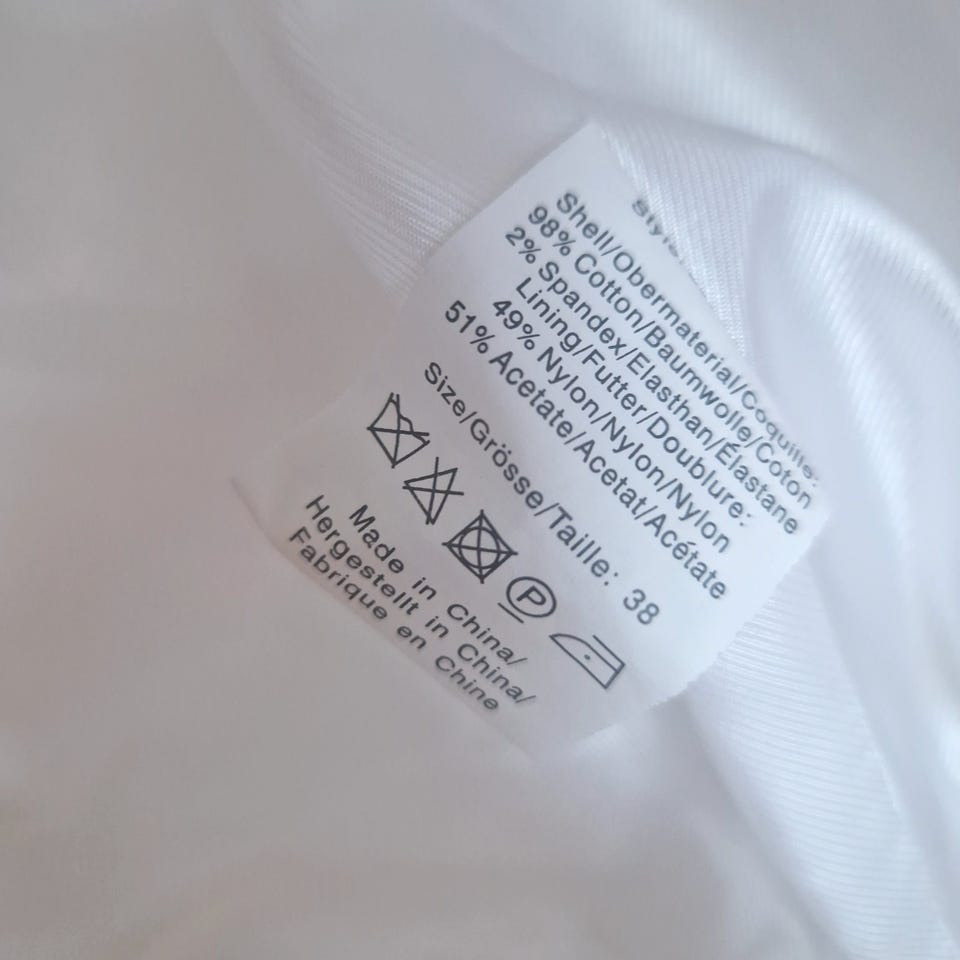 Style
Shell/Obermaterial/Coquille:
98% Cotton/Baumwolle/Coton
2% Spandex/Elasthan/Élastane
Lining/Futter/Doublure:
49% Nylon/Nylon/Nylon
51% Acetate/Acetat/Acétate
Size/Grösse/Taille: 38
P
Made in China/
Hergestellt in China/
Fabrique en Chine